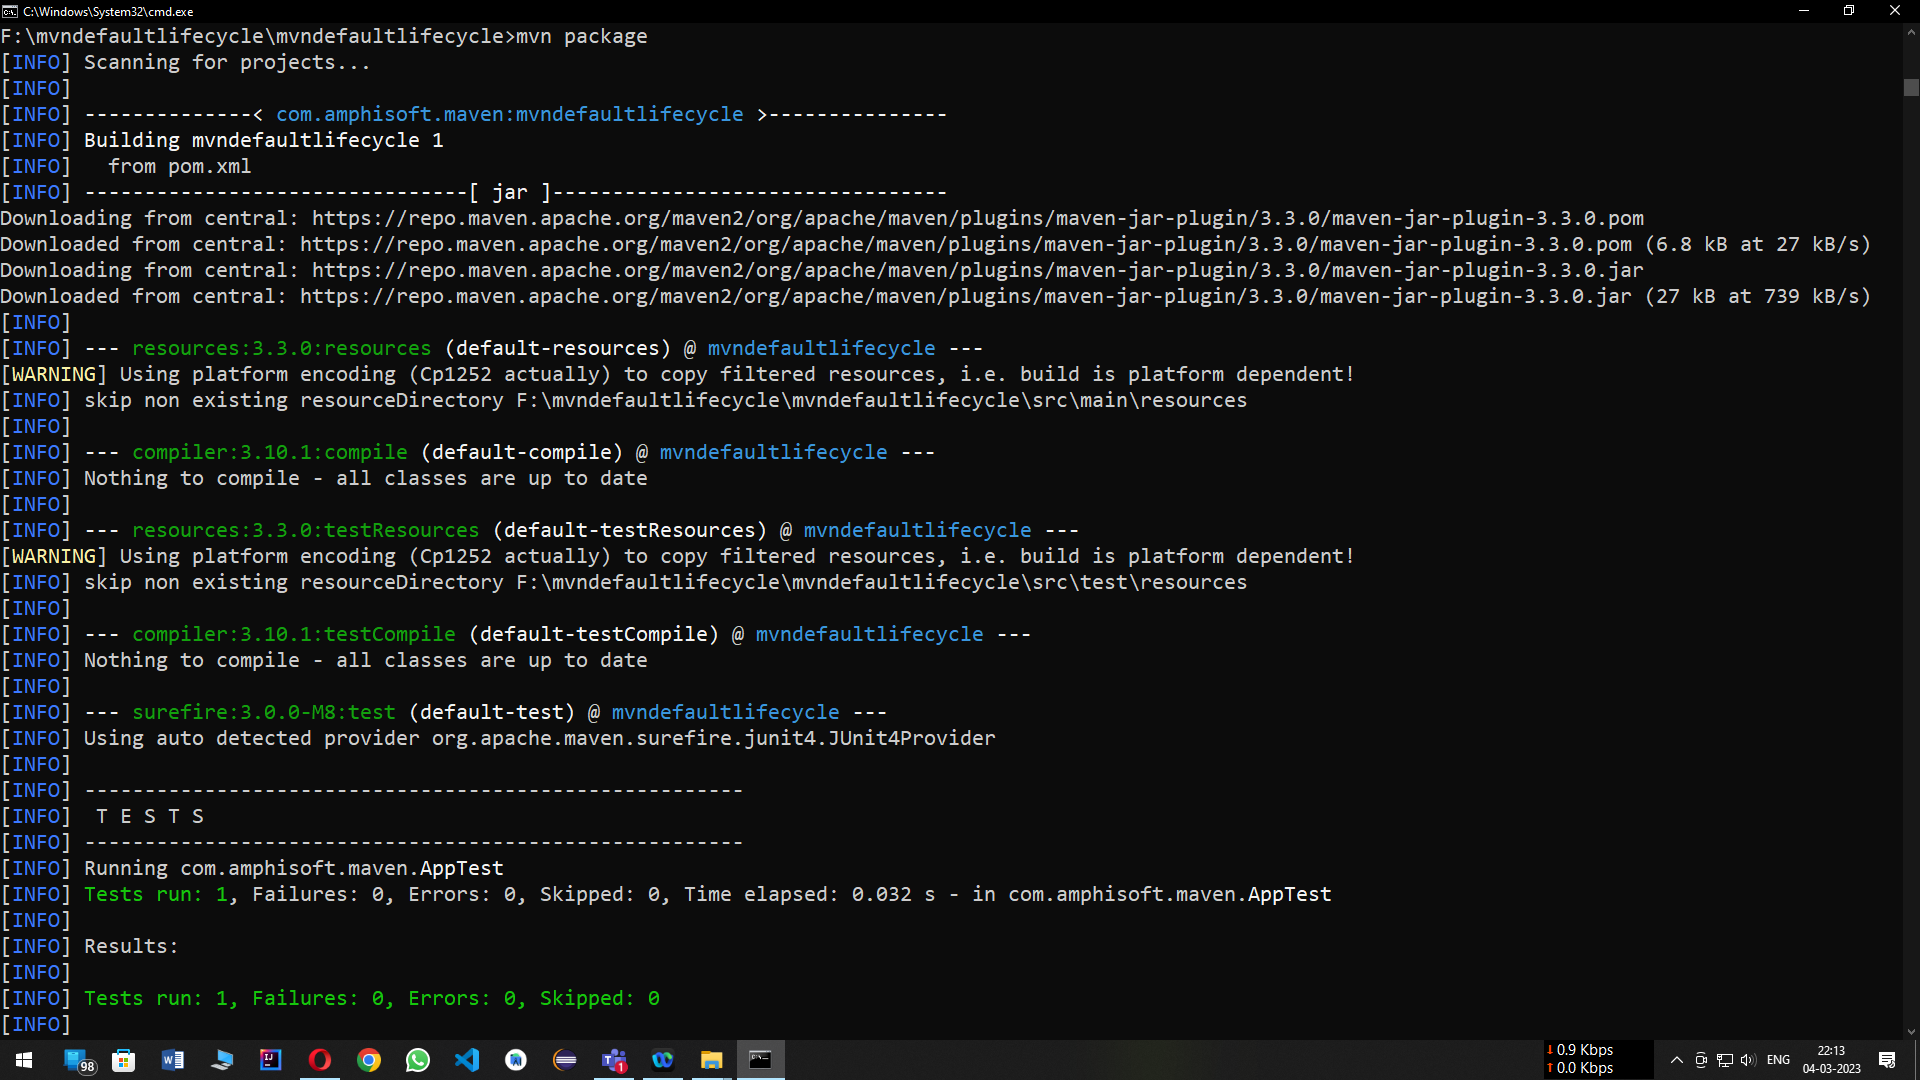 C:\Windows\System32\cmd.exe
F:\mvndefaultlifecycle\mvndefaultlifecycle>mvn package
[INFO] Scanning for projects...
[INFO]
[INFO] --------------< com.amphisoft.maven:mvndefaultlifecycle >---------------
[INFO] Building mvndefaultlifecycle 1
[INFO]   from pom.xml
[INFO] --------------------------------[ jar ]---------------------------------
Downloading from central: https://repo.maven.apache.org/maven2/org/apache/maven/plugins/maven-jar-plugin/3.3.0/maven-jar-plugin-3.3.0.pom
Downloaded from central: https://repo.maven.apache.org/maven2/org/apache/maven/plugins/maven-jar-plugin/3.3.0/maven-jar-plugin-3.3.0.pom (6.8 kB at 27 kB/s)
Downloading from central: https://repo.maven.apache.org/maven2/org/apache/maven/plugins/maven-jar-plugin/3.3.0/maven-jar-plugin-3.3.0.jar
Downloaded from central: https://repo.maven.apache.org/maven2/org/apache/maven/plugins/maven-jar-plugin/3.3.0/maven-jar-plugin-3.3.0.jar (27 kB at 739 kB/s)
[INFO]
[INFO] --- resources:3.3.0:resources (default-resources) @ mvndefaultlifecycle ---
[WARNING] Using platform encoding (Cp1252 actually) to copy filtered resources, i.e. build is platform dependent!
[INFO] skip non existing resourceDirectory F:\mvndefaultlifecycle\mvndefaultlifecycle\src\main\resources
[INFO]
[INFO] --- compiler:3.10.1:compile (default-compile) @ mvndefaultlifecycle ---
[INFO] Nothing to compile - all classes are up to date
[INFO]
[INFO] --- resources:3.3.0:testResources (default-testResources) @ mvndefaultlifecycle ---
[WARNING] Using platform encoding (Cp1252 actually) to copy filtered resources, i.e. build is platform dependent!
[INFO] skip non existing resourceDirectory F:\mvndefaultlifecycle\mvndefaultlifecycle\src\test\resources
[INFO]
[INFO] --- compiler:3.10.1:testCompile (default-testCompile) @ mvndefaultlifecycle ---
[INFO] Nothing to compile - all classes are up to date
[INFO]
[INFO] --- surefire:3.0.0-M8:test (default-test) @ mvndefaultlifecycle ---
[INFO] Using auto detected provider org.apache.maven.surefire.junit4.JUnit4Provider
[INFO]
[INFO] -------------------------------------------------------
[INFO]  T E S T S
[INFO] -------------------------------------------------------
[INFO] Running com.amphisoft.maven.AppTest
[INFO] Tests run: 1, Failures: 0, Errors: 0, Skipped: 0, Time elapsed: 0.032 s - in com.amphisoft.maven.AppTest
[INFO]
[INFO] Results:
[INFO]
[INFO] Tests run: 1, Failures: 0, Errors: 0, Skipped: 0
[INFO]
98
1
↓ 0.9 Kbps
↑ 0.0 Kbps
ENG
22:13
04-03-2023